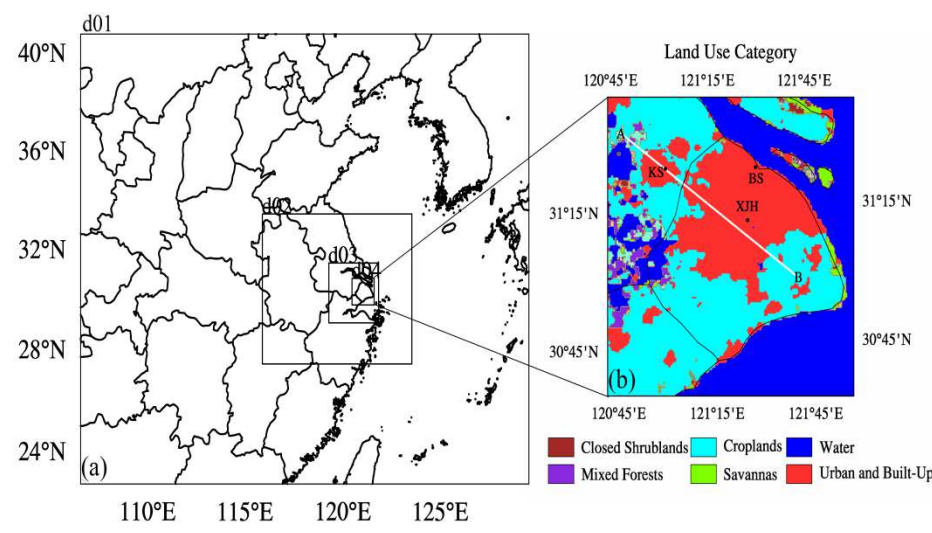 d01
40°N
36°N
32°N
28°N
24°N
110°E
115°E
120°E
125°E
d02
d03
d04
(a)
Land Use Category
120°45'E 121°15'E 121°45'E
31°15'N
30°45'N
31°15'N
30°45'N
A
KS
BS
XJH
B
(b)
120°45'E 121°15'E 121°45'E
Closed Shrublands Croplands Water
Mixed Forests Savannas Urban and Built-Up